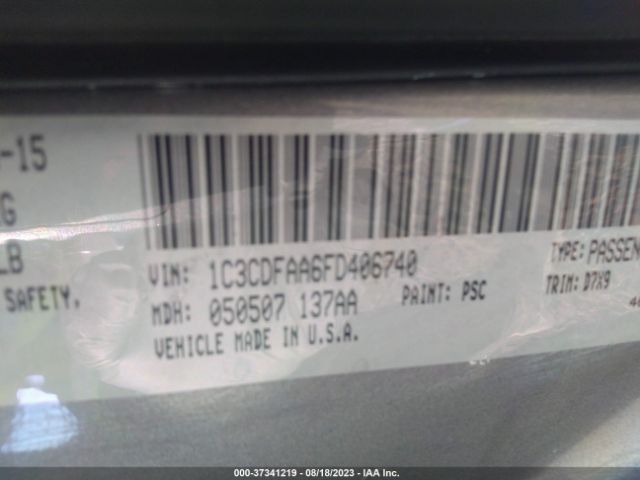 -15
G
LB
SAFETY.
VIN: 1C3CDFAA6FD406740
MDH: 050507 137AA
PAINT: PSC
VEHICLE MADE IN U.S.A.
TYPE: PASSEN
TRIM: D7X9
000-37341219 - 08/18/2023 - IAA Inc.